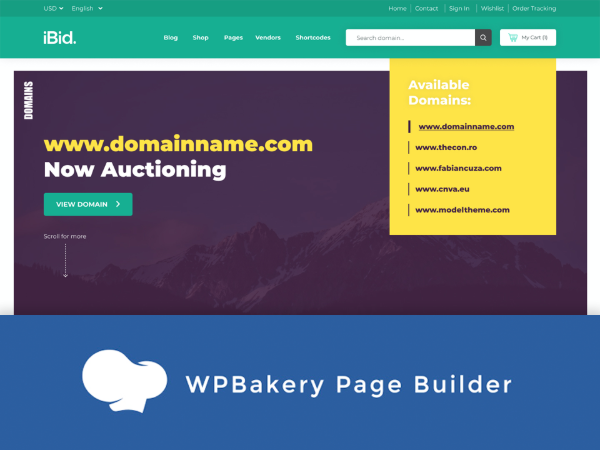 USD English Home Contact Sign In Wishlist Order Tracking
iBid. Blog Shop Pages Vendors Shortcodes Search domain... My Cart (1)
DOMAINS
www.domainname.com
Now Auctioning
VIEW DOMAIN
Scroll for more
Available
Domains:
www.domainname.com
www.thecon.ro
www.fabiancuza.com
www.cnva.eu
www.modeltheme.com
WPBakery Page Builder